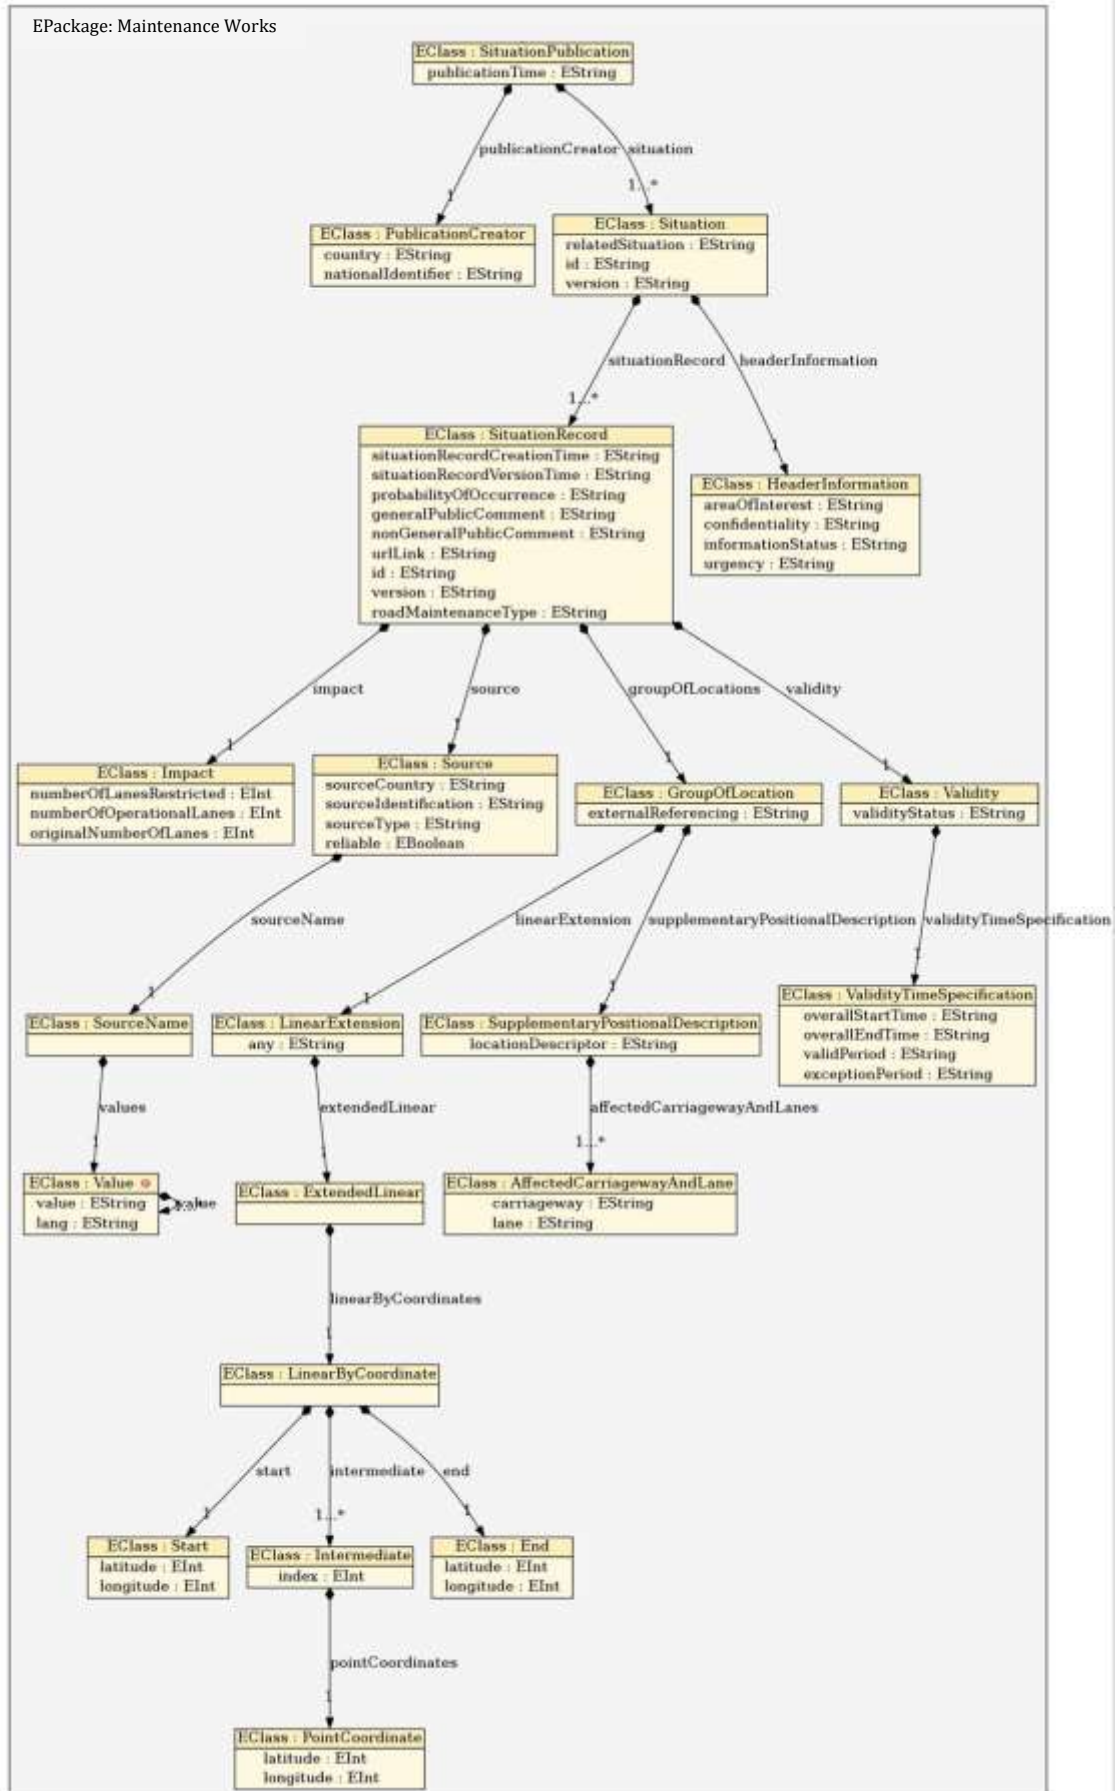 EPackage: Maintenance Works
EClass : SituationPublication
publicationTime : EString
publicationCreator situation
1
1...*
EClass : PublicationCreator
country : EString
nationalIdentifier : EString
EClass : Situation
relatedSituation : EString
id : EString
version : EString
situationRecord headerInformation
1...*
1
EClass : SituationRecord
situationRecordCreationTime : EString
situationRecordVersionTime : EString
probabilityOfOccurrence : EString
generalPublicComment : EString
nonGeneralPublicComment : EString
urlLink : EString
id : EString
version : EString
roadMaintenanceType : EString
EClass : HeaderInformation
areaOfInterest : EString
confidentiality : EString
informationStatus : EString
urgency : EString
impact source groupOfLocations validity
1 1 1 1
EClass : Impact
numberOfLanesRestricted : EInt
numberOfOperationalLanes : EInt
originalNumberOfLanes : EInt
EClass : Source
sourceCountry : EString
sourceIdentification : EString
sourceType : EString
reliable : EBoolean
EClass : GroupOfLocation
externalReferencing : EString
EClass : Validity
validityStatus : EString
sourceName linearExtension supplementaryPositionalDescription validityTimeSpecification
1 1 1 1
EClass : SourceName
EClass : LinearExtension
any : EString
EClass : SupplementaryPositionalDescription
locationDescriptor : EString
EClass : ValidityTimeSpecification
overallStartTime : EString
overallEndTime : EString
validPeriod : EString
exceptionPeriod : EString
values extendedLinear affectedCarriagewayAndLanes
1 1 1...*
EClass : Value
value : EString
lang : EString
value
EClass : ExtendedLinear
EClass : AffectedCarriagewayAndLane
carriageway : EString
lane : EString
linearByCoordinates
1
EClass : LinearByCoordinate
start intermediate end
1 1...* 1
EClass : Start
latitude : EInt
longitude : EInt
EClass : Intermediate
index : EInt
EClass : End
latitude : EInt
longitude : EInt
pointCoordinates
1
EClass : PointCoordinate
latitude : EInt
longitude : EInt